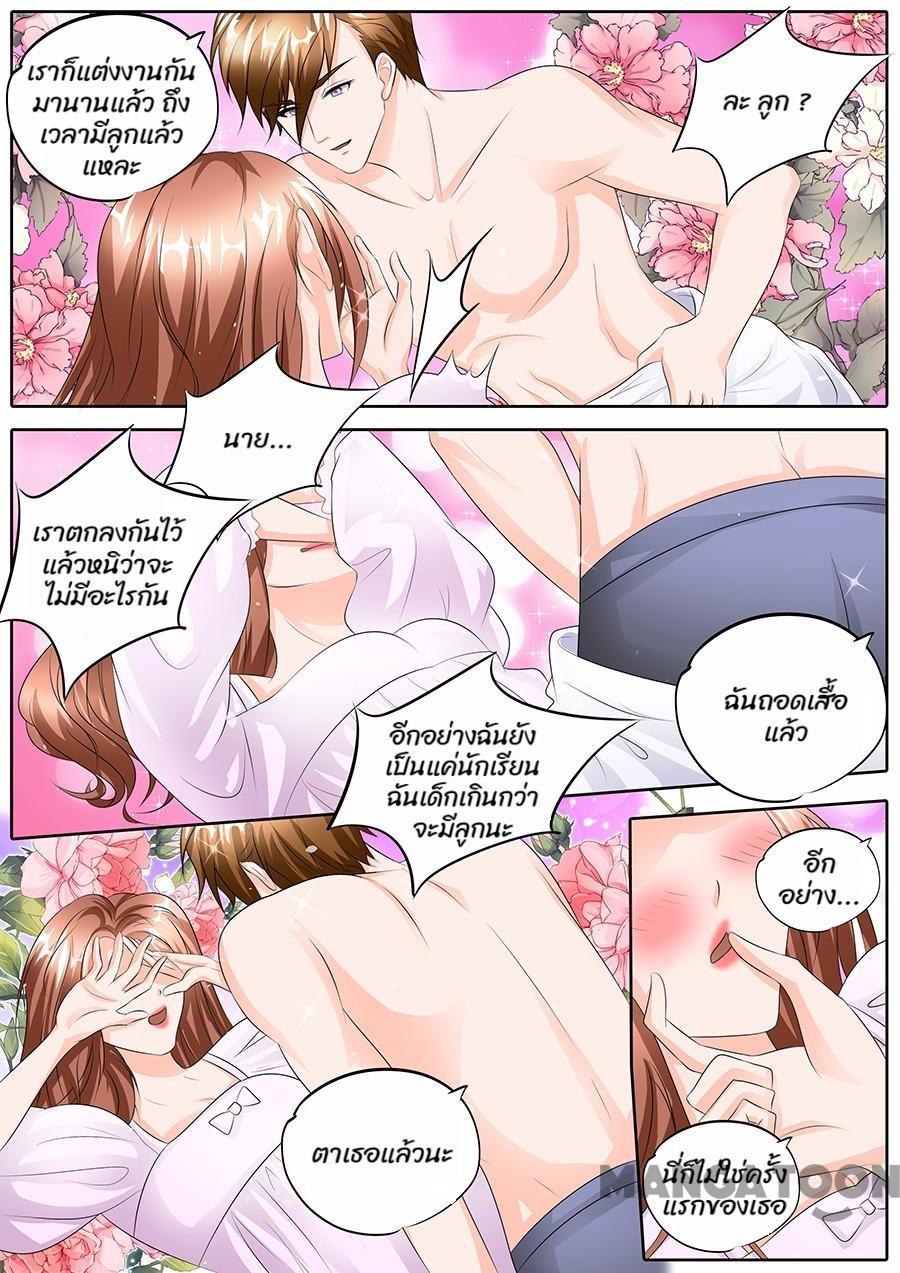 เราก็แต่งงานกัน
มานานแล้ว ถึง
เวลามีลูกแล้ว
แหละ
ละ ลูก ?
นาย...
เราตกลงกันไว้
แล้วหนิว่าจะ
ไม่มีอะไรกัน
ฉันถอดเสื้อ
แล้ว
อีกอย่างฉันยัง
เป็นแค่นักเรียน
ฉันเด็กเกินกว่า
จะมีลูกนะ
ตาเธอแล้วนะ
อีก
อย่าง...
นี่ก็ไม่ใช่ครั้ง
แรกของเธอ
MANGATOON